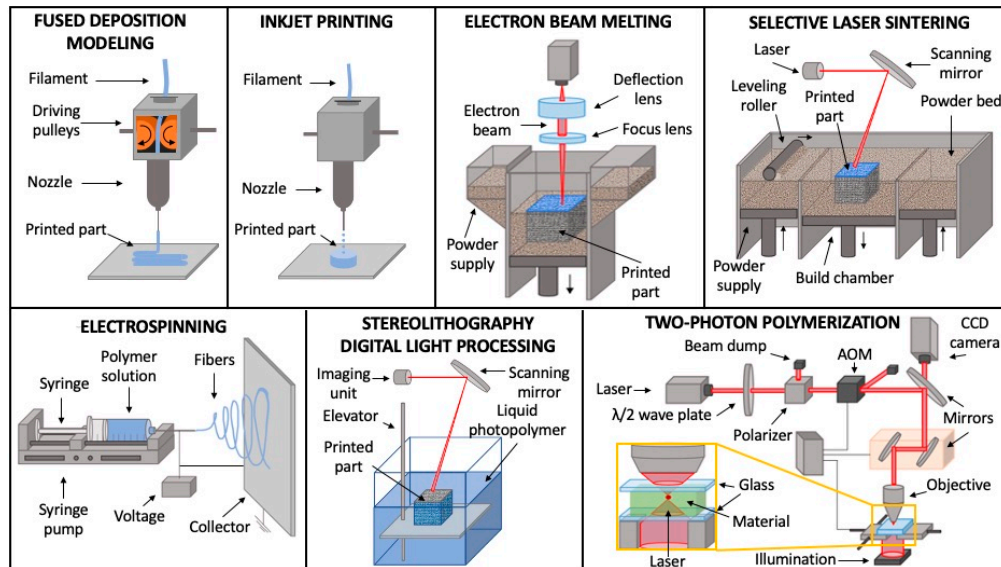 FUSED DEPOSITION
MODELING
Filament
Driving
pulleys
Nozzle
Printed part
INKJET PRINTING
Filament
Nozzle
Printed part
ELECTRON BEAM MELTING
Deflection
lens
Electron
beam
Focus lens
Powder
supply
Printed
part
SELECTIVE LASER SINTERING
Laser
Scanning
mirror
Leveling
roller
Printed
part
Powder bed
Powder
supply
Build chamber
ELECTROSPINNING
Polymer
solution
Fibers
Syringe
Syringe
pump
Voltage
Collector
STEREOLITHOGRAPHY
DIGITAL LIGHT PROCESSING
Imaging
unit
Scanning
mirror
Elevator
Liquid
photopolymer
Printed
part
TWO-PHOTON POLYMERIZATION
CCD
camera
Beam dump
AOM
Laser
λ/2 wave plate
Polarizer
Mirrors
Glass
Objective
Material
Laser
Illumination